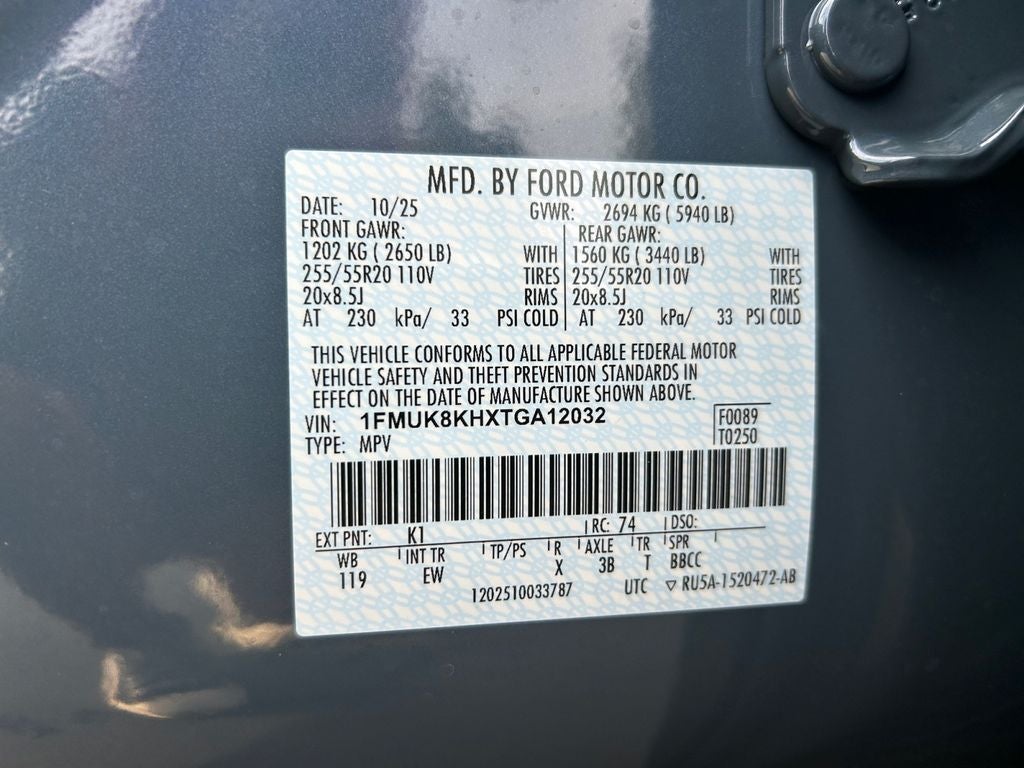 MFD. BY FORD MOTOR CO.
DATE: 10/25 GVWR: 2694 KG ( 5940 LB)
FRONT GAWR: REAR GAWR:
1202 KG ( 2650 LB) WITH 1560 KG ( 3440 LB) WITH
255/55R20 110V TIRES 255/55R20 110V TIRES
20x8.5J RIMS 20x8.5J RIMS
AT 230 kPa/ 33 PSI COLD AT 230 kPa/ 33 PSI COLD
THIS VEHICLE CONFORMS TO ALL APPLICABLE FEDERAL MOTOR
VEHICLE SAFETY AND THEFT PREVENTION STANDARDS IN
EFFECT ON THE DATE OF MANUFACTURE SHOWN ABOVE.
VIN: 1FMUK8KHXTGA12032 F0089
TYPE: MPV T0250
EXT PNT: K1 RC: 74 DSO:
WB INT TR TP/PS R AXLE TR SPR
119 EW X 3B T BBCC
1202510033787 UTC ▽ RU5A-1520472-AB